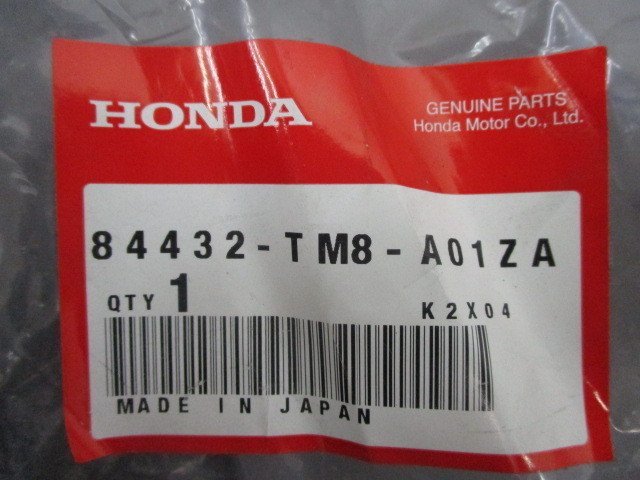 HONDA
GENUINE PARTS
Honda Motor Co., Ltd.
84432-TM8-A01ZA
QTY 1
K2X04
MADE IN JAPAN